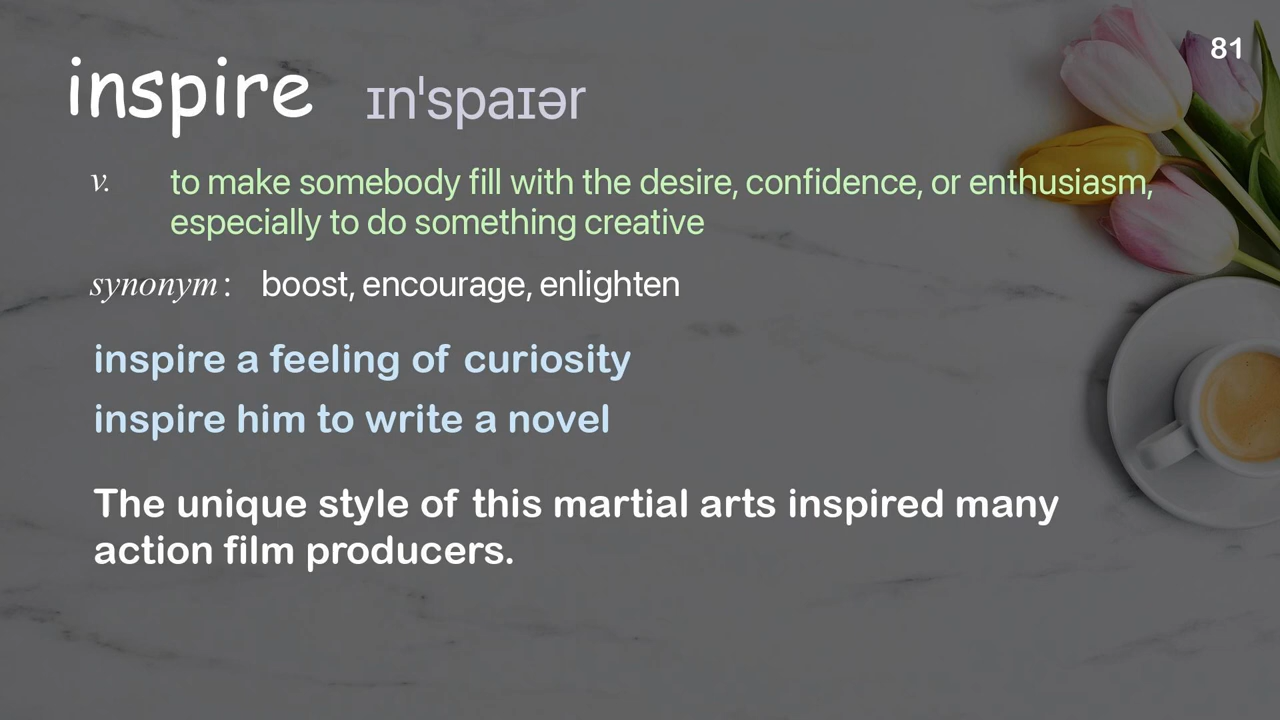 81
inspire ɪn'spaɪər
v. to make somebody fill with the desire, confidence, or enthusiasm,
especially to do something creative
synonym : boost, encourage, enlighten
inspire a feeling of curiosity
inspire him to write a novel
The unique style of this martial arts inspired many
action film producers.